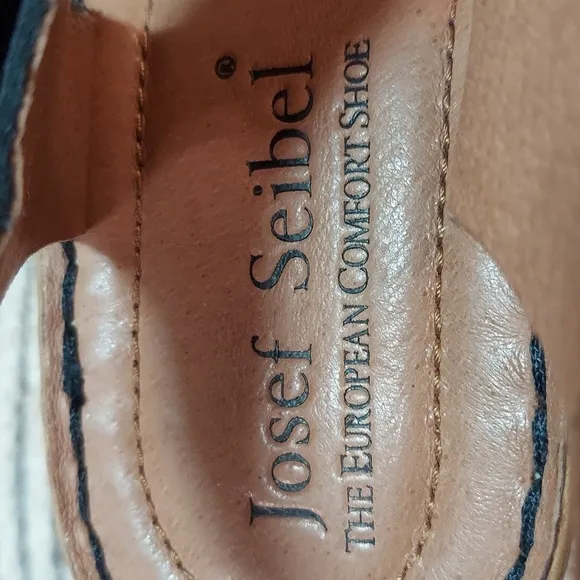 Josef Seibel®
THE EUROPEAN COMFORT SHOE